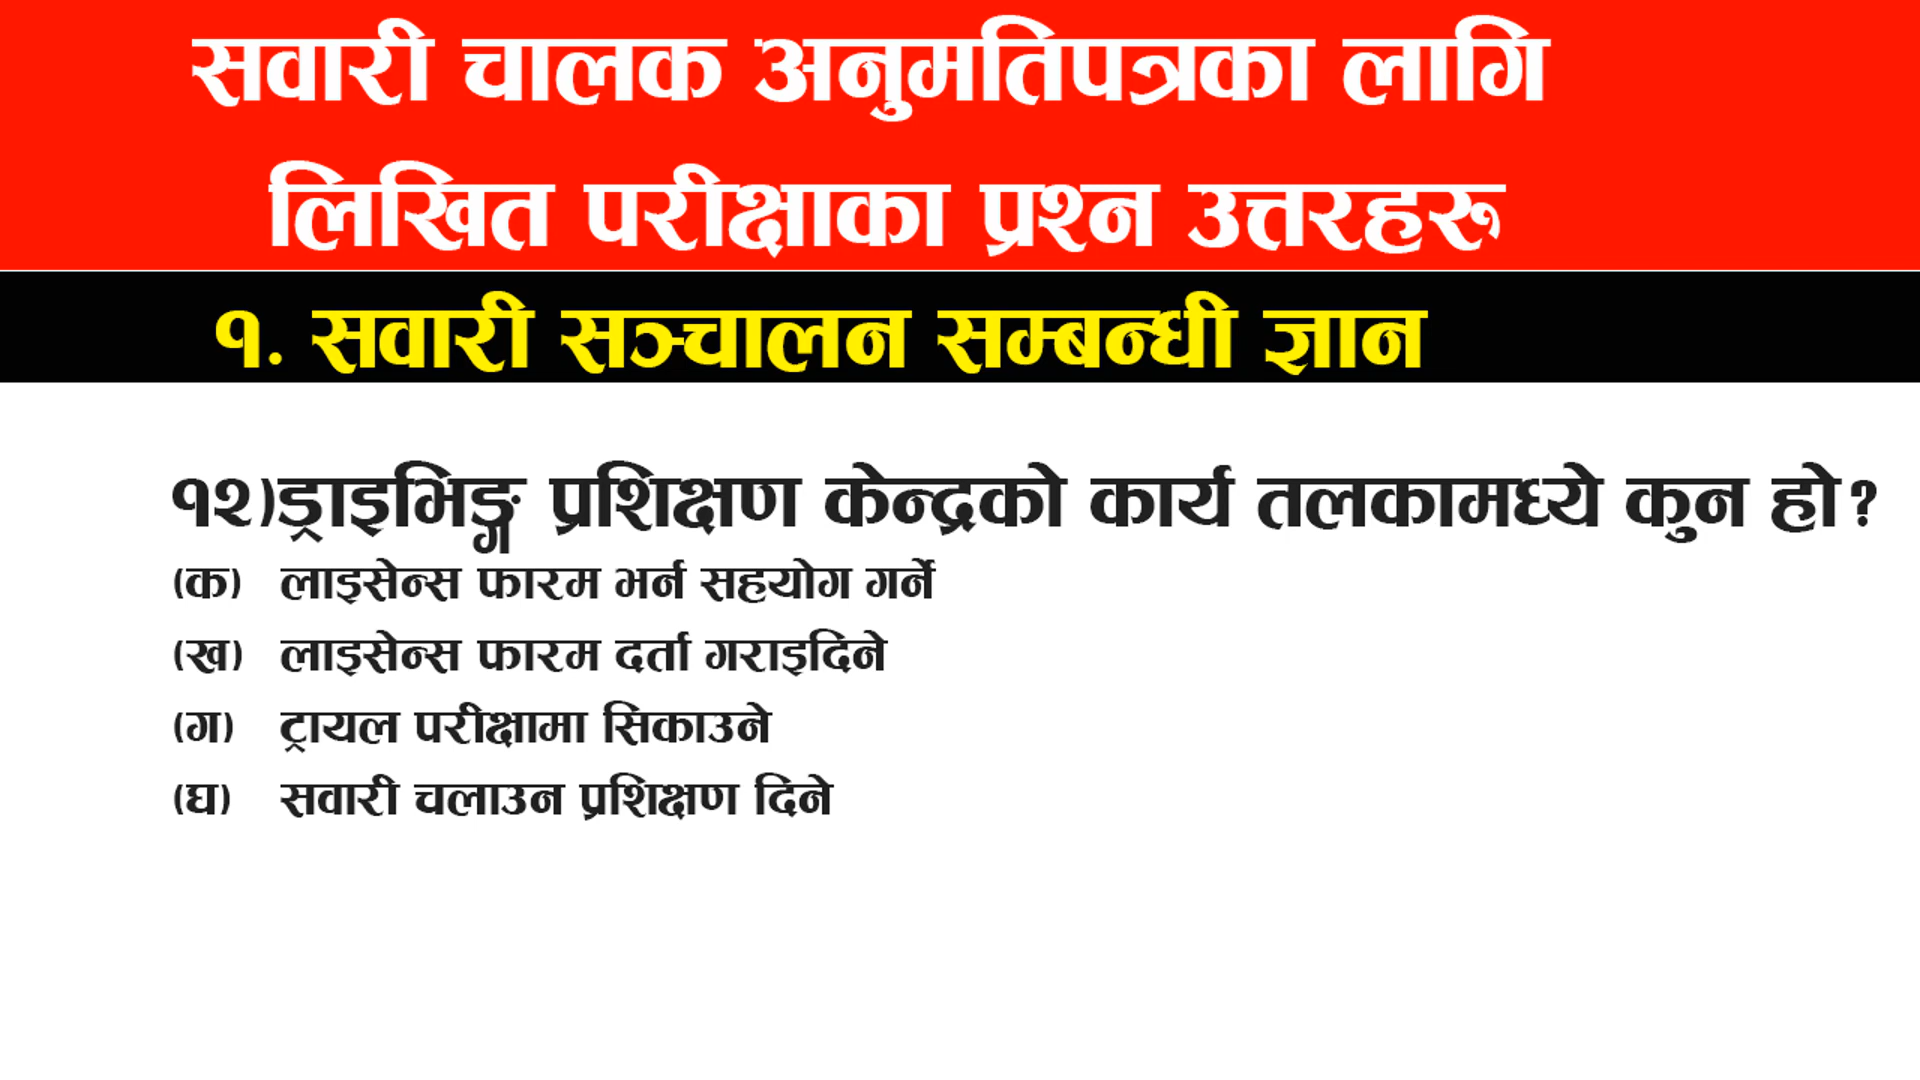 सवारी चालक अनुमतिपत्रका लागि
लिखित परीक्षाका प्रश्न उत्तरहरु
१. सवारी सञ्चालन सम्बन्धी ज्ञान
१२)ड्राइभिङ्ग प्रशिक्षण केन्द्रको कार्य तलकामध्ये कुन हो?
(क) लाइसेन्स फारम भर्न सहयोग गर्ने
(ख) लाइसेन्स फारम दर्ता गराइदिने
(ग) ट्रायल परीक्षामा सिकाउने
(घ) सवारी चलाउन प्रशिक्षण दिने